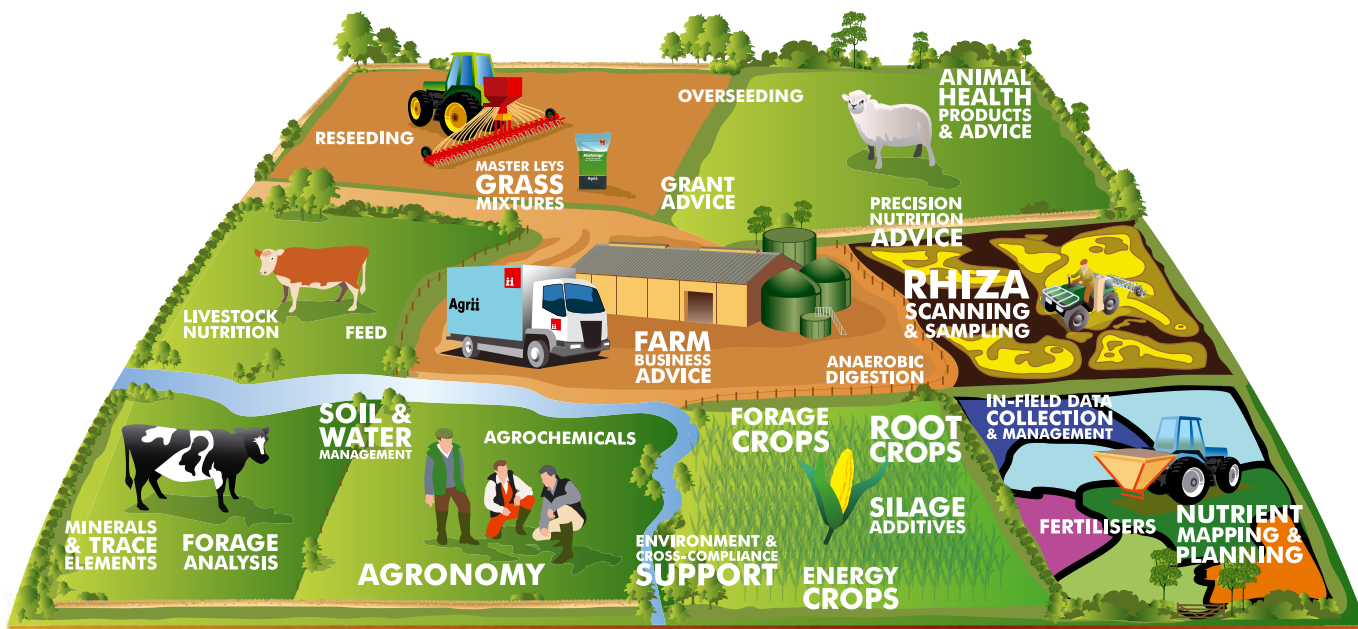 RESEEDING
MASTER LEYS
GRASS
MIXTURES
OVERSEEDING
GRANT
ADVICE
ANIMAL
HEALTH
PRODUCTS
& ADVICE
PRECISION
NUTRITION
ADVICE
LIVESTOCK
NUTRITION
FEED
Agrii
FARM
BUSINESS
ADVICE
ANAEROBIC
DIGESTION
RHIZA
SCANNING
& SAMPLING
SOIL &
WATER
MANAGEMENT
AGROCHEMICALS
MINERALS
& TRACE
ELEMENTS
FORAGE
ANALYSIS
AGRONOMY
ENVIRONMENT &
CROSS-COMPLIANCE
SUPPORT
FORAGE
CROPS
ROOT
CROPS
SILAGE
ADDITIVES
ENERGY
CROPS
IN-FIELD DATA
COLLECTION
& MANAGEMENT
FERTILISERS
NUTRIENT
MAPPING &
PLANNING